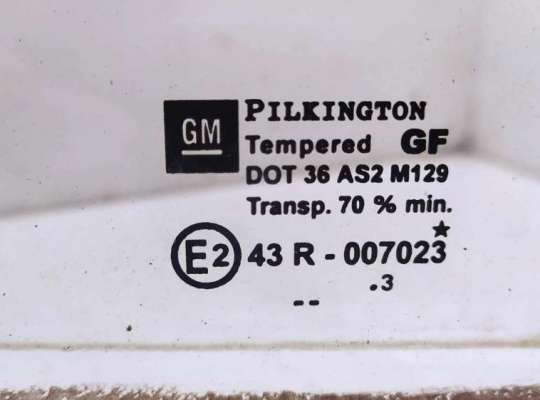 GM
PILKINGTON
Tempered GF
DOT 36 AS2 M129
Transp. 70 % min.
E2 43 R - 007023
.3
--